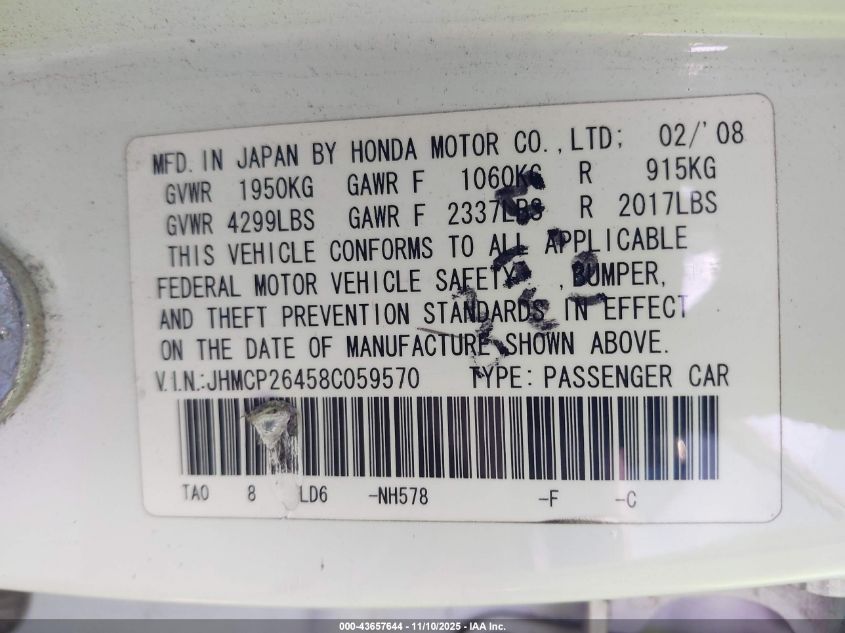 MFD. IN JAPAN BY HONDA MOTOR CO., LTD; 02/'08
GVWR 1950KG GAWR F 1060KG R 915KG
GVWR 4299LBS GAWR F 2337LBS R 2017LBS
THIS VEHICLE CONFORMS TO ALL APPLICABLE
FEDERAL MOTOR VEHICLE SAFETY , BUMPER,
AND THEFT PREVENTION STANDARDS IN EFFECT
ON THE DATE OF MANUFACTURE SHOWN ABOVE.
V.I.N.:JHMCP26458C059570 TYPE: PASSENGER CAR
TA0 8 LD6 -NH578 -F -C
000-43657644 - 11/10/2025 - IAA Inc.